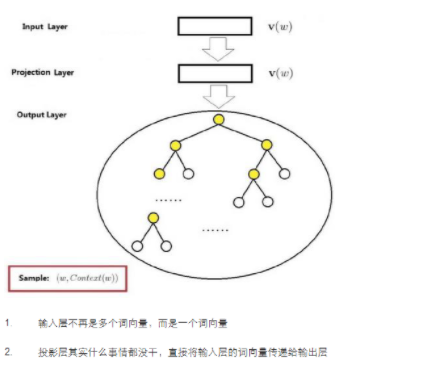 Input Layer v(w)
Projection Layer v(w)
Output Layer
......
......
Sample: (w, Context(w))
1. 输入层不再是多个词向量，而是一个词向量
2. 投影层其实什么事情都没干，直接将输入层的词向量传递给输出层